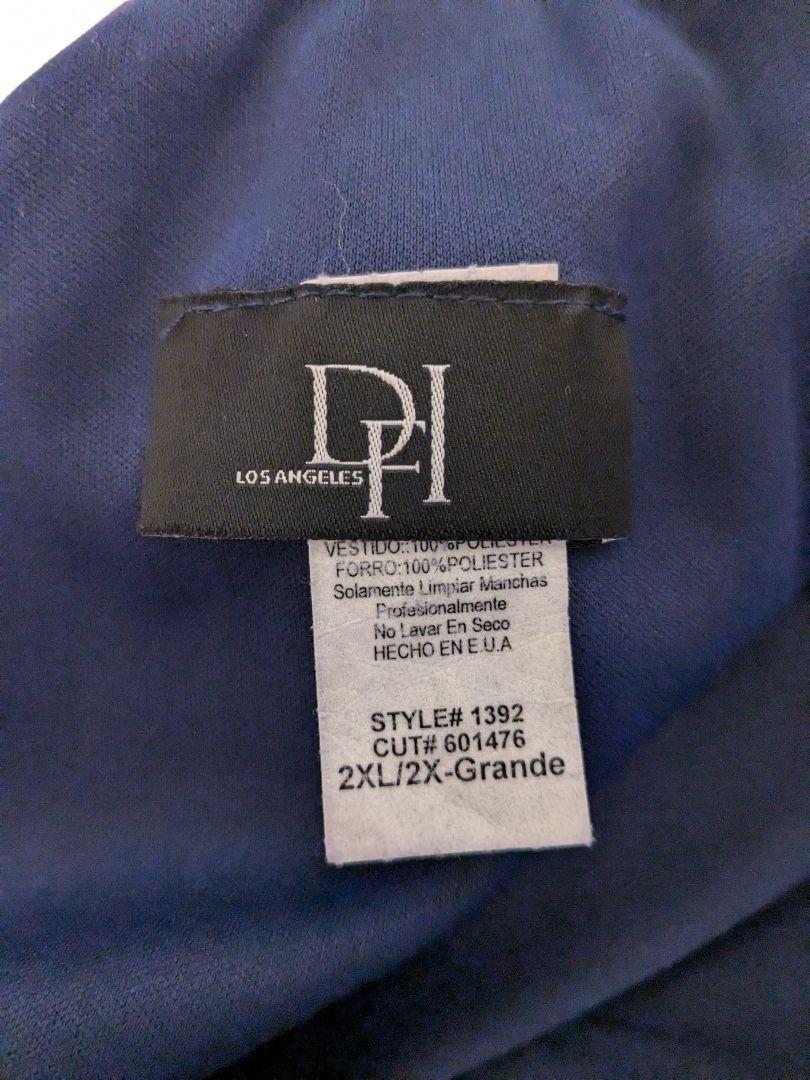 DFI
LOS ANGELES
VESTIDO::100%POLIESTER
FORRO:100%POLIESTER
Solamente Limpiar Manchas
Profesionalmente
No Lavar En Seco
HECHO EN E.U.A
STYLE# 1392
CUT# 601476
2XL/2X-Grande